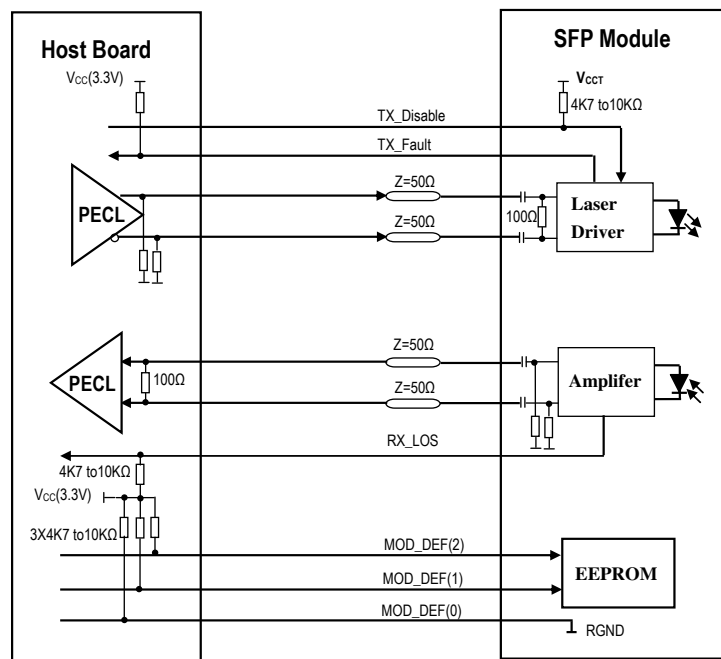 Host Board
SFP Module
VCC(3.3V)
VCCT
4K7 to10KΩ
TX_Disable
TX_Fault
PECL
Z=50Ω
Z=50Ω
100Ω
Laser
Driver
PECL
100Ω
Z=50Ω
Z=50Ω
Amplifer
RX_LOS
4K7 to10KΩ
VCC(3.3V)
3X4K7 to10KΩ
MOD_DEF(2)
MOD_DEF(1)
EEPROM
MOD_DEF(0)
RGND